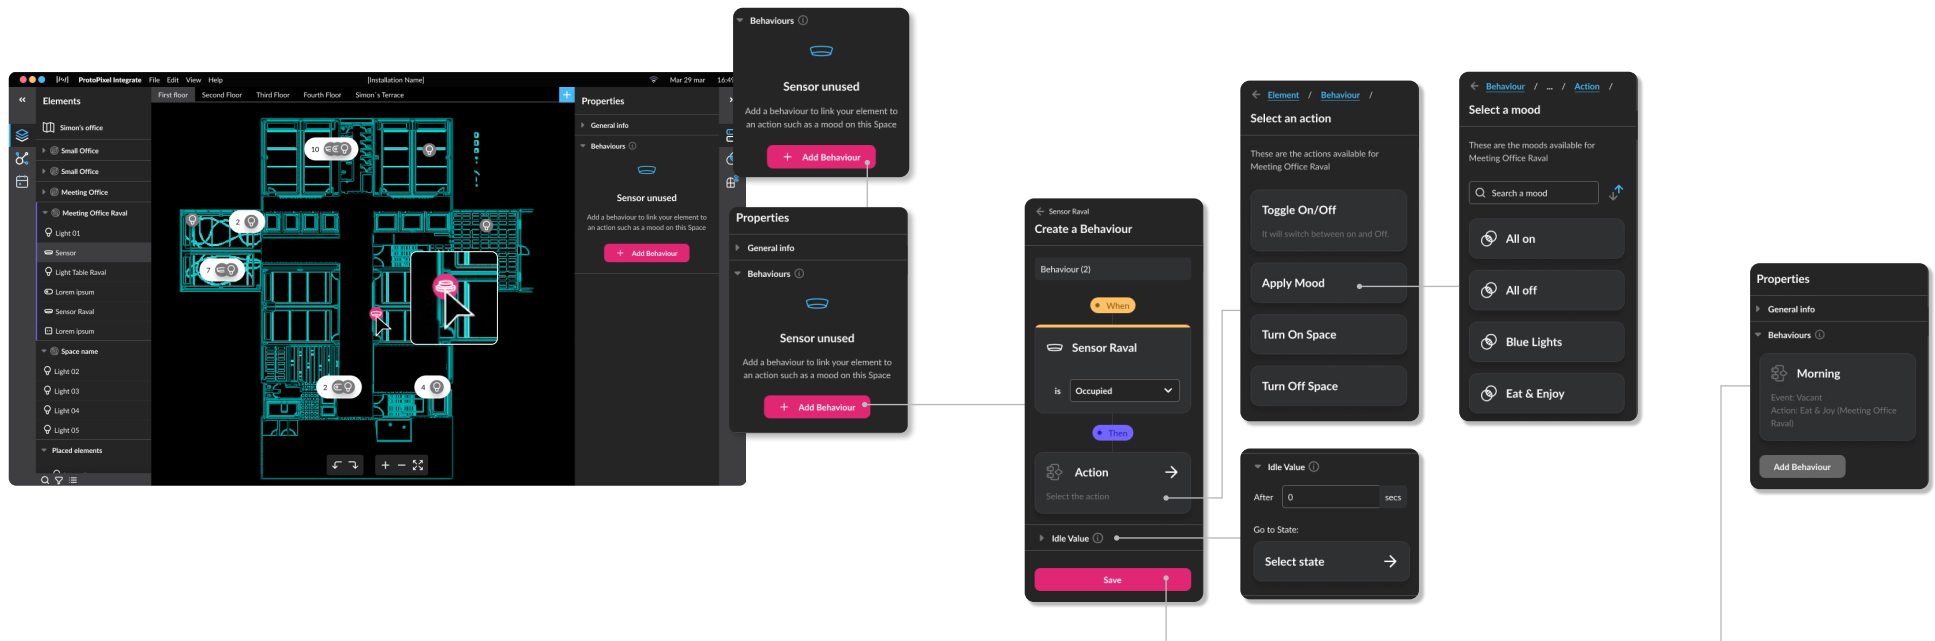 ProtoPixel Integrate File Edit View Help
[Installation Name]
Mar 29 mar 16:49
Elements
Simon's office
Small Office
Small Office
Meeting Office
Meeting Office Raval
Light 01
Sensor
Light Table Raval
Lorem ipsum
Sensor Raval
Lorem ipsum
Space name
Light 02
Light 03
Light 04
Light 05
Placed elements
First floor Second Floor Third Floor Fourth Floor Simon´s Terrace
10
2
7
2
4
Properties
General info
Behaviours
Sensor unused
Add a behaviour to link your element to
an action such as a mood on this Space
+ Add Behaviour
Behaviours
Sensor unused
Add a behaviour to link your element to
an action such as a mood on this Space
+ Add Behaviour
Properties
General info
Behaviours
Sensor unused
Add a behaviour to link your element to
an action such as a mood on this Space
+ Add Behaviour
Sensor Raval
Create a Behaviour
Behaviour (2)
When
Sensor Raval
is Occupied
Then
Action
Select the action
Idle Value
Save
Element / Behaviour /
Select an action
These are the actions available for
Meeting Office Raval
Toggle On/Off
It will switch between on and Off.
Apply Mood
Turn On Space
Turn Off Space
Idle Value
After 0 secs
Go to State:
Select state
Behaviour / ... / Action /
Select a mood
These are the moods available for
Meeting Office Raval
Search a mood
All on
All off
Blue Lights
Eat & Enjoy
Properties
General info
Behaviours
Morning
Event: Vacant
Action: Eat & Joy (Meeting Office
Raval)
Add Behaviour